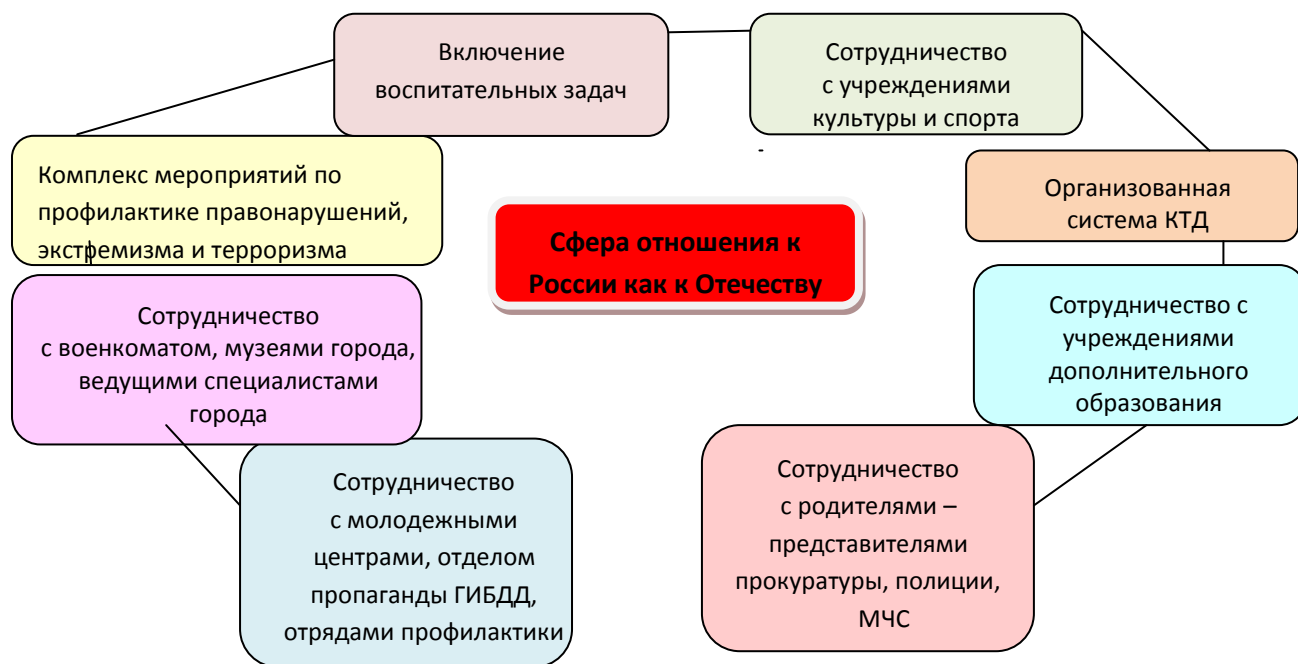 Включение
воспитательных задач
Сотрудничество
с учреждениями
культуры и спорта
-
Комплекс мероприятий по
профилактике правонарушений,
экстремизма и терроризма
Организованная
система КТД
Сфера отношения к
России как к Отечеству
Сотрудничество
с военкоматом, музеями города,
ведущими специалистами
города
Сотрудничество с
учреждениями
дополнительного
образования
Сотрудничество
с молодежными
центрами, отделом
пропаганды ГИБДД,
отрядами профилактики
Сотрудничество
с родителями –
представителями
прокуратуры, полиции,
МЧС